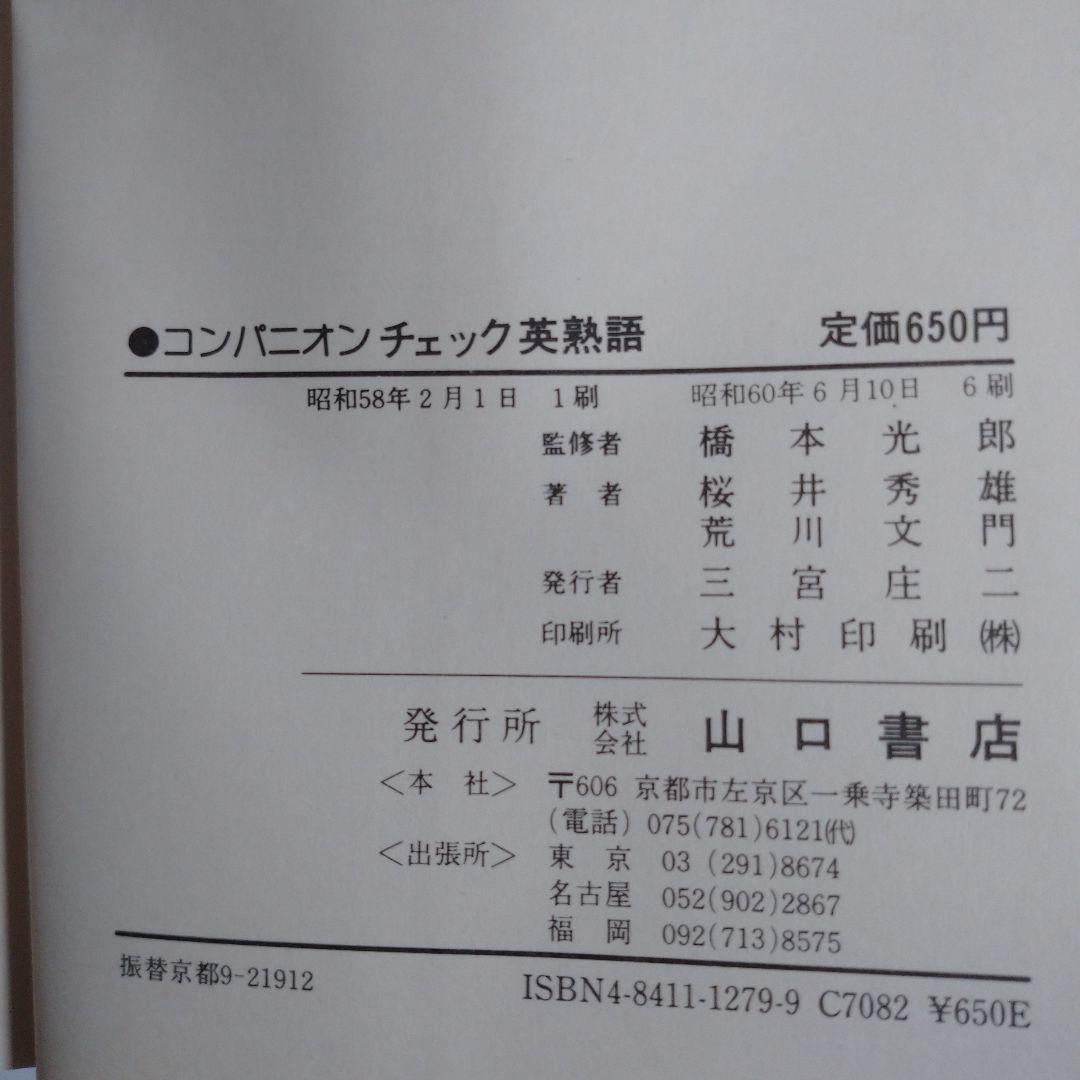 ●コンパニオン チェック 英熟語 定価650円
昭和58年2月1日 1刷 昭和60年6月10日 6刷
監修者 橋本光郎
著者 桜井秀雄
荒川文門
発行者 三宮庄二
印刷所 大村印刷㈱
発行所 株式会社 山口書店
＜本社＞ 〒606 京都市左京区一乗寺築田町72
(電話) 075(781)6121㈹
＜出張所＞ 東京 03 (291)8674
名古屋 052(902)2867
福岡 092(713)8575
振替京都9-21912
ISBN4-8411-1279-9 C7082 ¥650E